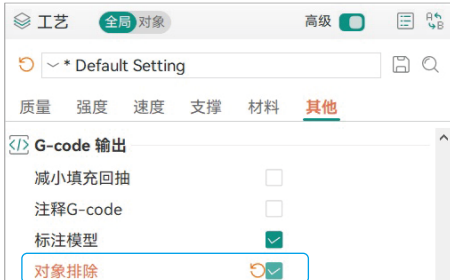 工艺 全局 对象 高级
* Default Setting
质量 强度 速度 支撑 材料 其他
G-code 输出
减小填充回抽
注释G-code
标注模型
对象排除